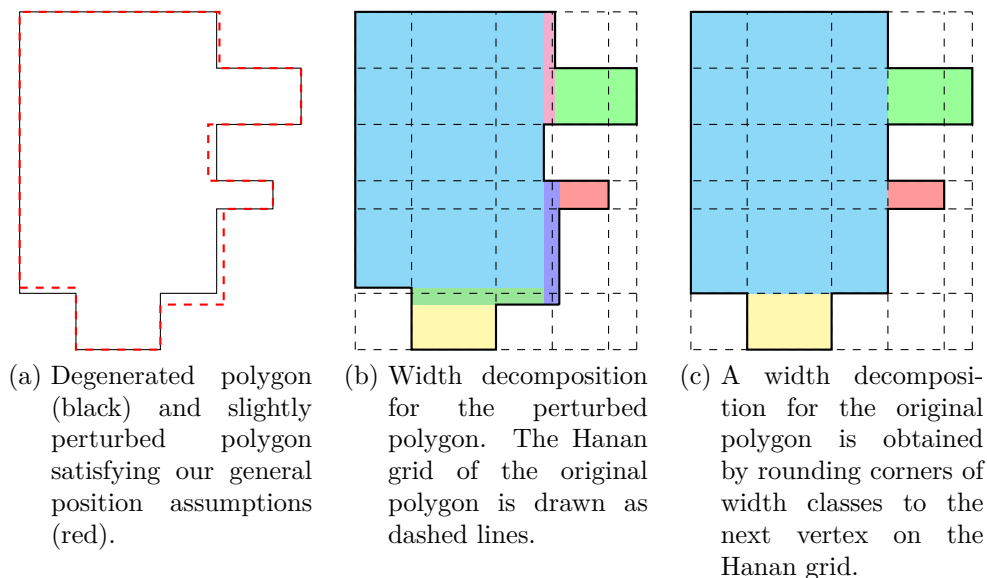 (a) Degenerated polygon
(black) and slightly
perturbed polygon
satisfying our general
position assumptions
(red).
(b) Width decomposition
for the perturbed
polygon. The Hanan
grid of the original
polygon is drawn as
dashed lines.
(c) A width decomposi-
tion for the original
polygon is obtained
by rounding corners of
width classes to the
next vertex on the
Hanan grid.